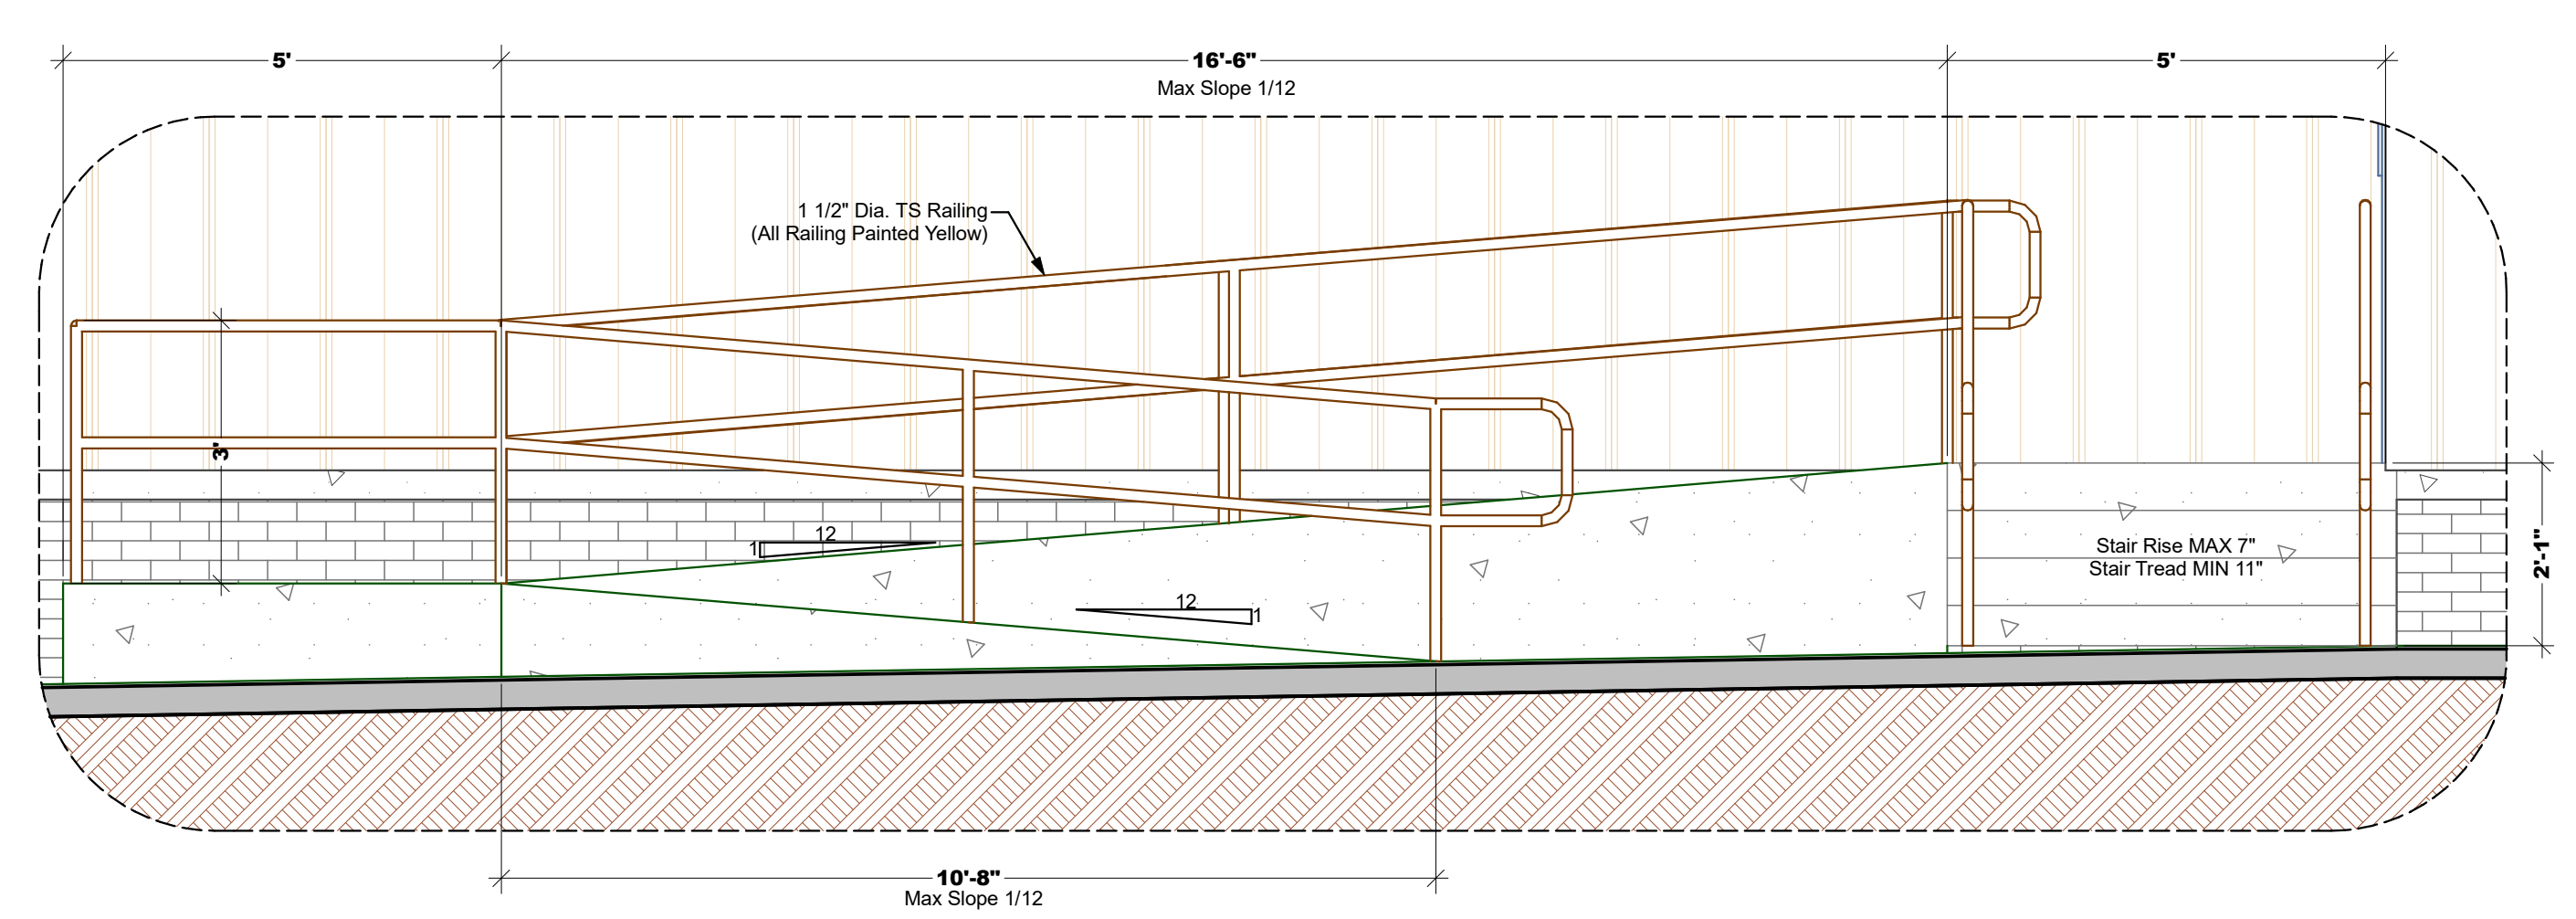 5'
16'-6"
5'
Max Slope 1/12
1 1/2" Dia. TS Railing
(All Railing Painted Yellow)
3'
12
1
12
1
Stair Rise MAX 7"
Stair Tread MIN 11"
2'-1"
10'-8"
Max Slope 1/12